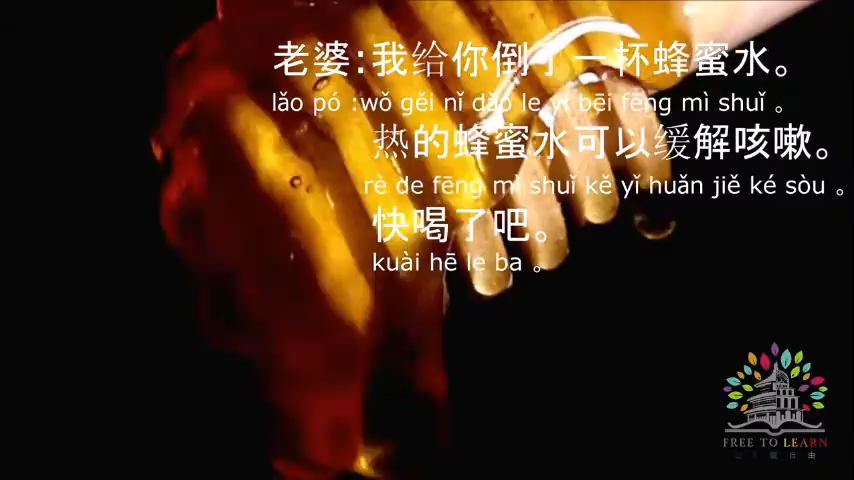 老婆:我给你倒了一杯蜂蜜水。
lǎo pó :wǒ gěi nǐ dào le yì bēi fēng mì shuǐ 。
热的蜂蜜水可以缓解咳嗽。
rè de fēng mì shuǐ kě yǐ huǎn jiě ké sòu 。
快喝了吧。
kuài hē le ba 。
FREE TO LEARN